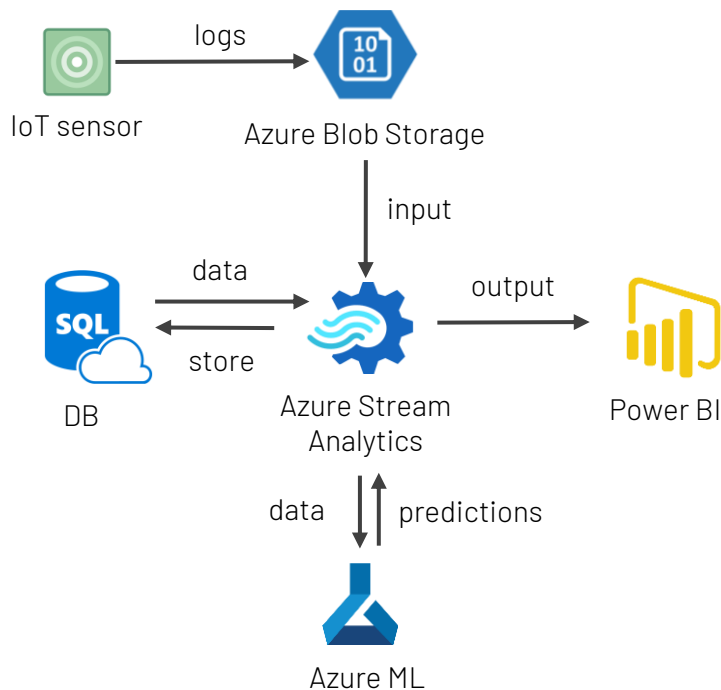 logs
10
01
IoT sensor
Azure Blob Storage
input
data
output
SQL
store
DB
Azure Stream
Analytics
Power BI
data
predictions
Azure ML